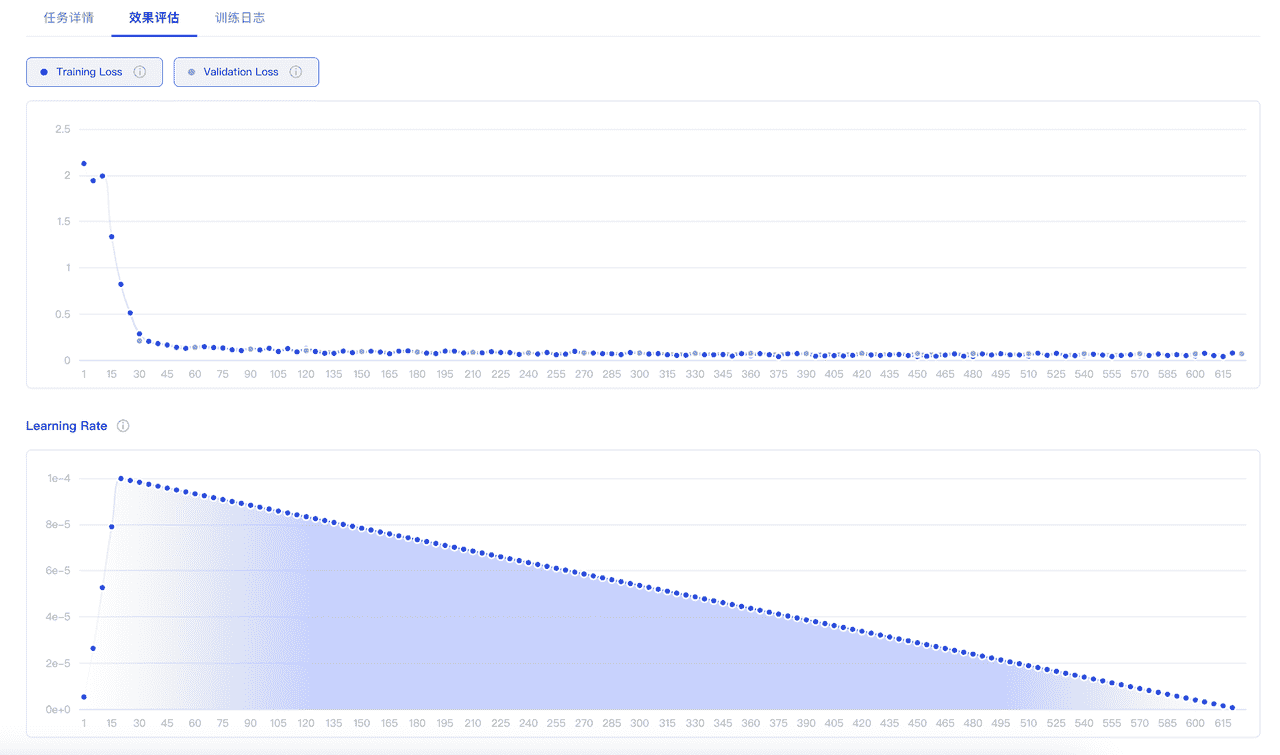 任务详情 效果评估 训练日志
Training Loss Validation Loss
2.5
2
1.5
1
0.5
0
1 15 30 45 60 75 90 105 120 135 150 165 180 195 210 225 240 255 270 285 300 315 330 345 360 375 390 405 420 435 450 465 480 495 510 525 540 555 570 585 600 615
Learning Rate
1e-4
8e-5
6e-5
4e-5
2e-5
0e+0
1 15 30 45 60 75 90 105 120 135 150 165 180 195 210 225 240 255 270 285 300 315 330 345 360 375 390 405 420 435 450 465 480 495 510 525 540 555 570 585 600 615